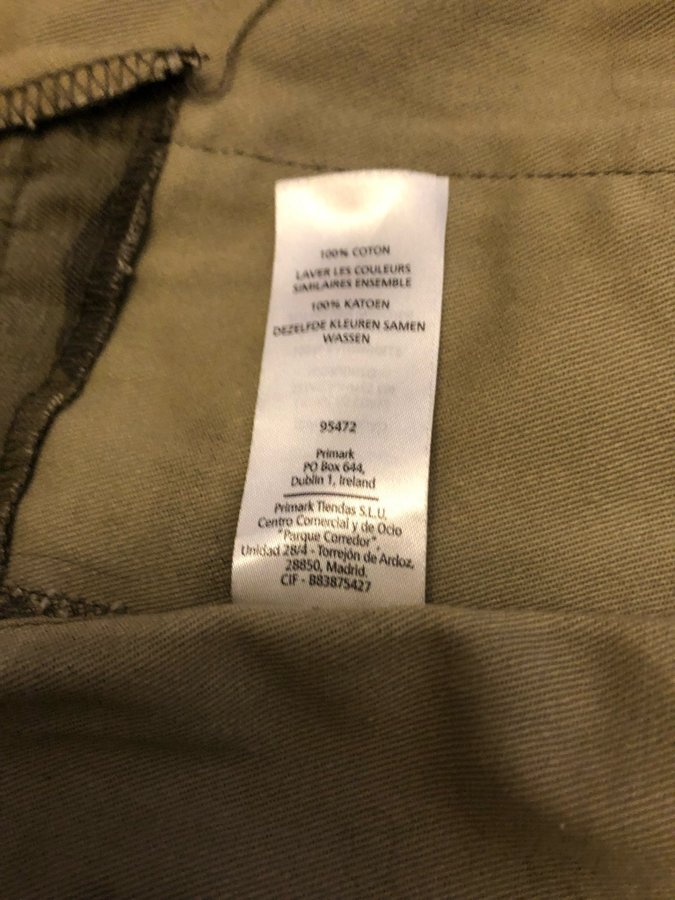 100% COTON
LAVER LES COULEURS
SIMILAIRES ENSEMBLE
100% KATOEN
DEZELFDE KLEUREN SAMEN
WASSEN
95472
Primark
PO Box 644,
Dublin 1, Ireland
Primark Tiendas S.L.U.
Centro Comercial y de Ocio
"Parque Corredor",
Unidad 28/4 - Torrejón de Ardoz,
28850, Madrid.
CIF - B83875427